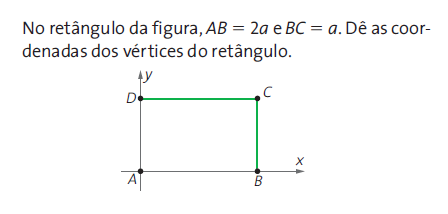 No retângulo da figura, AB = 2a e BC = a. Dê as coor-
denadas dos vértices do retângulo.
y
D
C
x
A
B